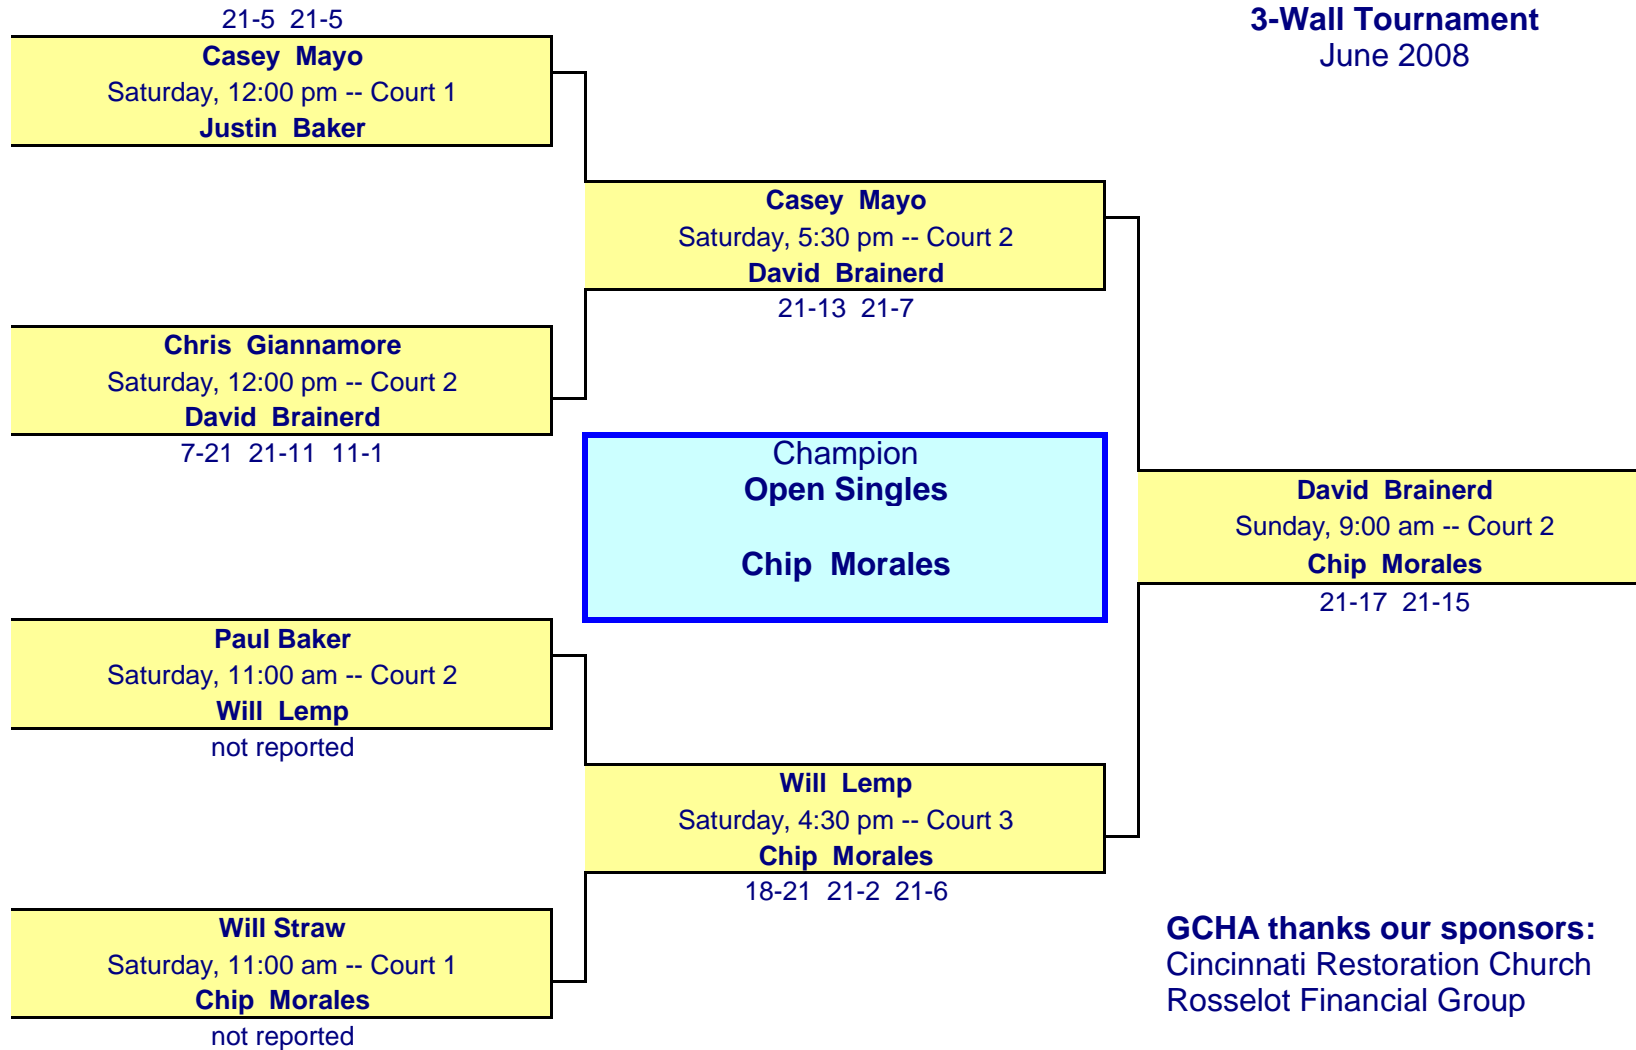 21-5 21-5
Casey Mayo
Saturday, 12:00 pm -- Court 1
Justin Baker
3-Wall Tournament
June 2008
Casey Mayo
Saturday, 5:30 pm -- Court 2
David Brainerd
21-13 21-7
Chris Giannamore
Saturday, 12:00 pm -- Court 2
David Brainerd
7-21 21-11 11-1
Champion
Open Singles
Chip Morales
David Brainerd
Sunday, 9:00 am -- Court 2
Chip Morales
21-17 21-15
Paul Baker
Saturday, 11:00 am -- Court 2
Will Lemp
not reported
Will Lemp
Saturday, 4:30 pm -- Court 3
Chip Morales
18-21 21-2 21-6
Will Straw
Saturday, 11:00 am -- Court 1
Chip Morales
not reported
GCHA thanks our sponsors:
Cincinnati Restoration Church
Rosselot Financial Group